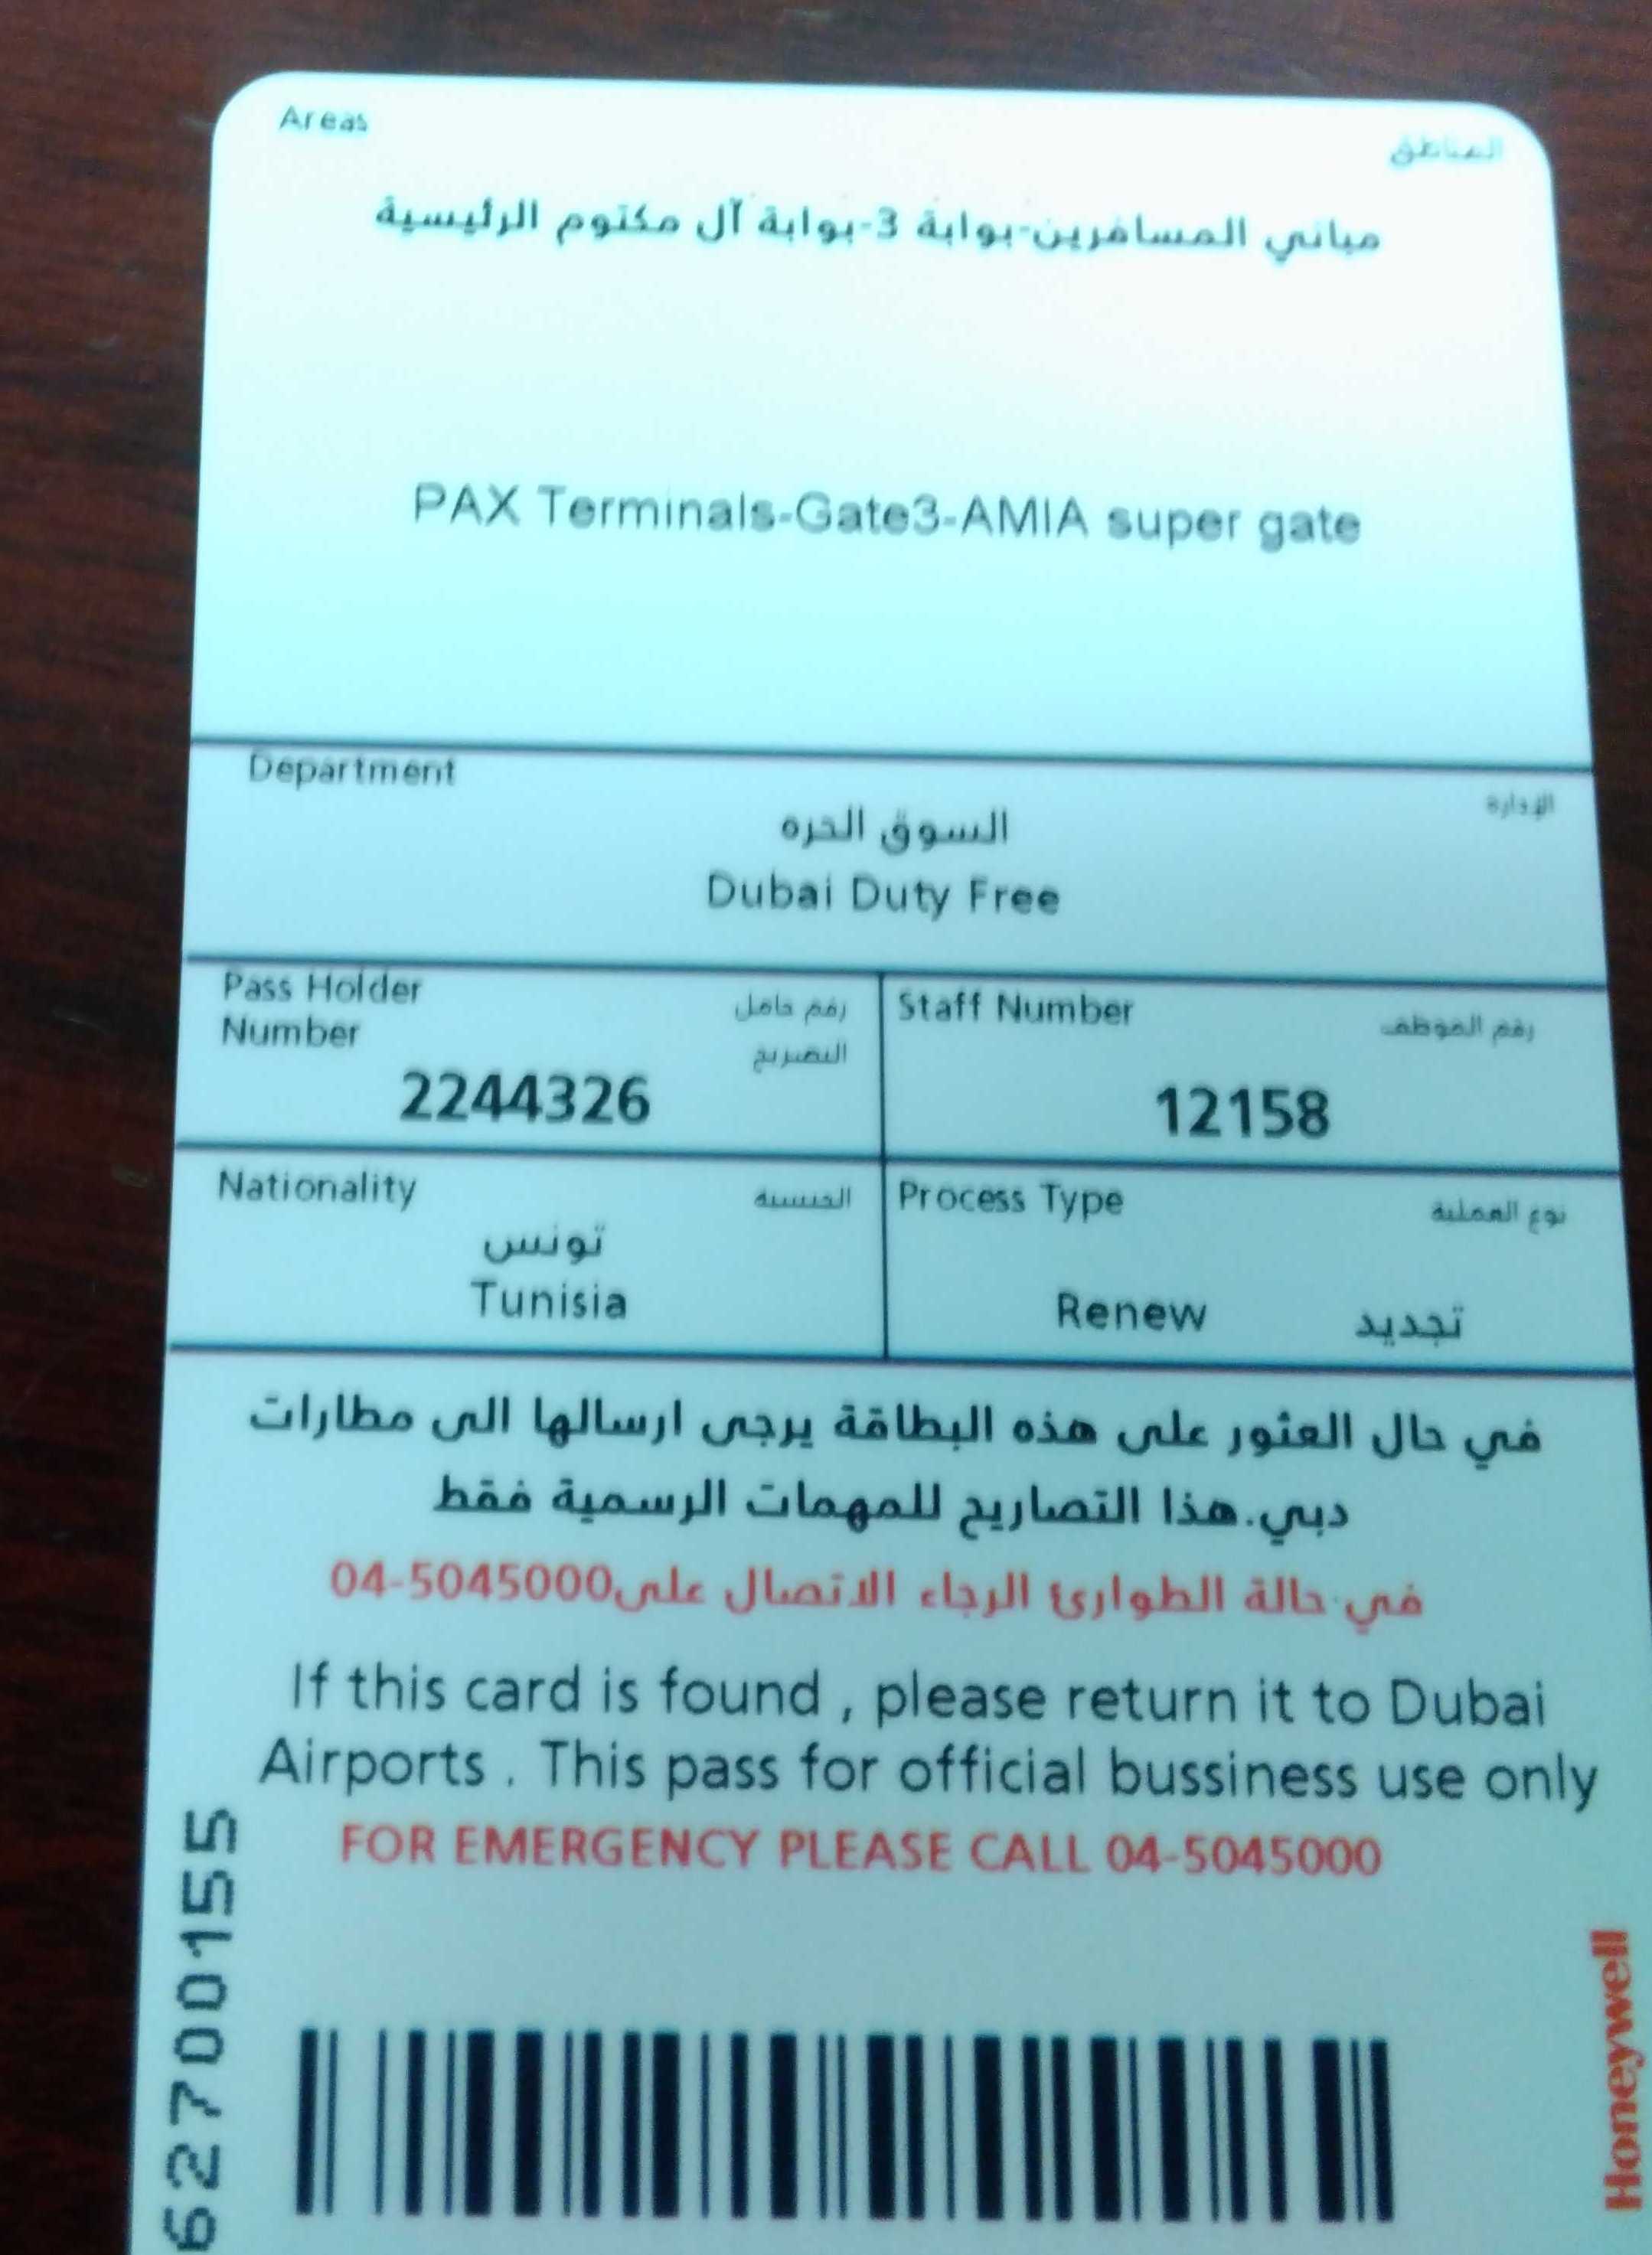 Areas
المناطق
مباني المسافرين-بوابة 3-بوابة آل مكتوم الرئيسية
PAX Terminals-Gate3-AMIA super gate
Department
الإدارة
السوق الحره
Dubai Duty Free
Pass Holder
Number
رقم حامل
التصريح
2244326
Staff Number
رقم الموظف
12158
Nationality
الجنسية
تونس
Tunisia
Process Type
نوع العملية
Renew تجديد
في حال العثور على هذه البطاقة يرجى ارسالها الى مطارات
دبي.هذا التصاريح للمهمات الرسمية فقط
في حالة الطوارئ الرجاء الاتصال على04-5045000
If this card is found , please return it to Dubai
Airports . This pass for official bussiness use only
FOR EMERGENCY PLEASE CALL 04-5045000
62700155
Honeywell